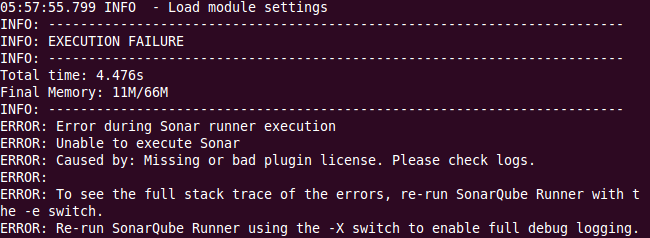 05:57:55.799 INFO  - Load module settings
INFO: ------------------------------------------------------------------------
INFO: EXECUTION FAILURE
INFO: ------------------------------------------------------------------------
Total time: 4.476s
Final Memory: 11M/66M
INFO: ------------------------------------------------------------------------
ERROR: Error during Sonar runner execution
ERROR: Unable to execute Sonar
ERROR: Caused by: Missing or bad plugin license. Please check logs.
ERROR:
ERROR: To see the full stack trace of the errors, re-run SonarQube Runner with t
he -e switch.
ERROR: Re-run SonarQube Runner using the -X switch to enable full debug logging.